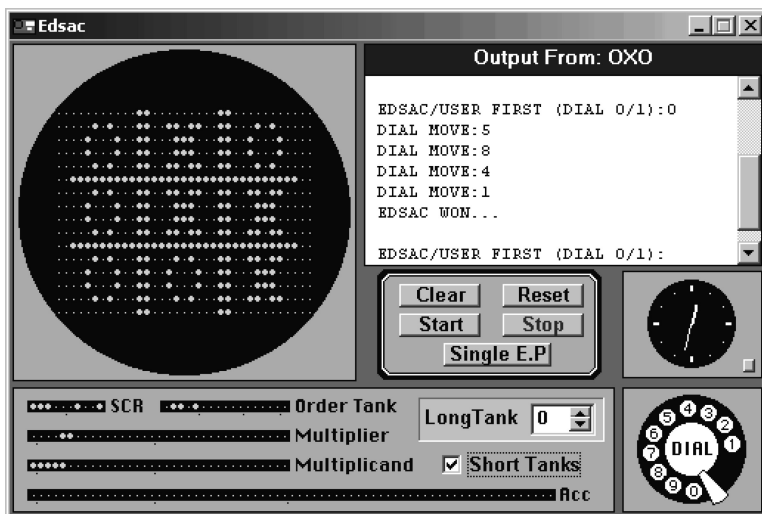 Edsac
Output From: OXO
EDSAC/USER FIRST (DIAL 0/1):0
DIAL MOVE:5
DIAL MOVE:8
DIAL MOVE:4
DIAL MOVE:1
EDSAC WON...
EDSAC/USER FIRST (DIAL 0/1):
Clear Reset
Start Stop
Single E.P
SCR Order Tank
LongTank 0
Multiplier
Multiplicand Short Tanks
Acc
5 4 3 2 1
6 7 8 9 0
DIAL